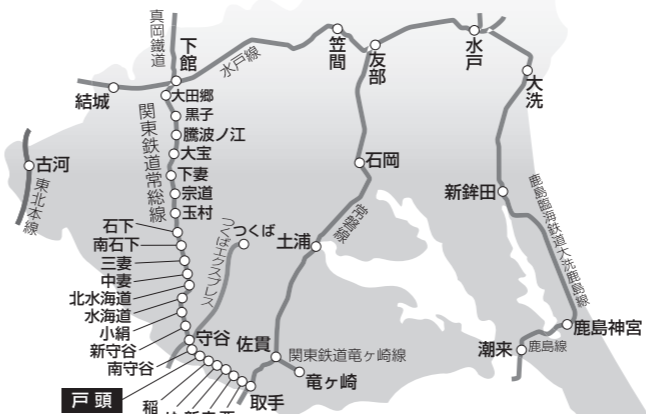 真岡鐵道
下館
水戸線
笠間
友部
水戸
大洗
結城
大田郷
黒子
騰波ノ江
大宝
下妻
宗道
玉村
関東鉄道常総線
古河
東北本線
石岡
新鉾田
鹿島臨海鉄道大洗鹿島線
石下
南石下
三妻
中妻
北水海道
水海道
小絹
新守谷
南守谷
つくば
つくばエクスプレス
土浦
常磐線
守谷
佐貫
関東鉄道竜ヶ崎線
竜ヶ崎
潮来
鹿島線
鹿島神宮
戸頭
稲
取手